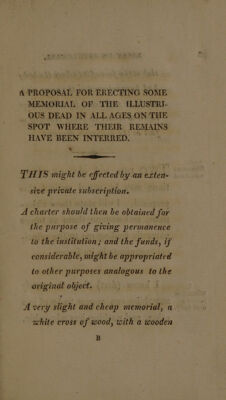 A PROPOSAL FOR ERECTING SOME
MEMORIAL OF THE ILLUSTRI-
OUS DEAD IN ALL AGES ON THE
SPOT WHERE THEIR REMAINS
HAVE BEEN INTERRED.
THIS might be effected by an exten-
sive private subscription.
A charter should then be obtained for
the purpose of giving permanence
to the institution; and the funds, if
considerable, might be appropriated
to other purposes analogous to the
original object.
A very slight and cheap memorial, a
white cross of wood, with a wooden
B